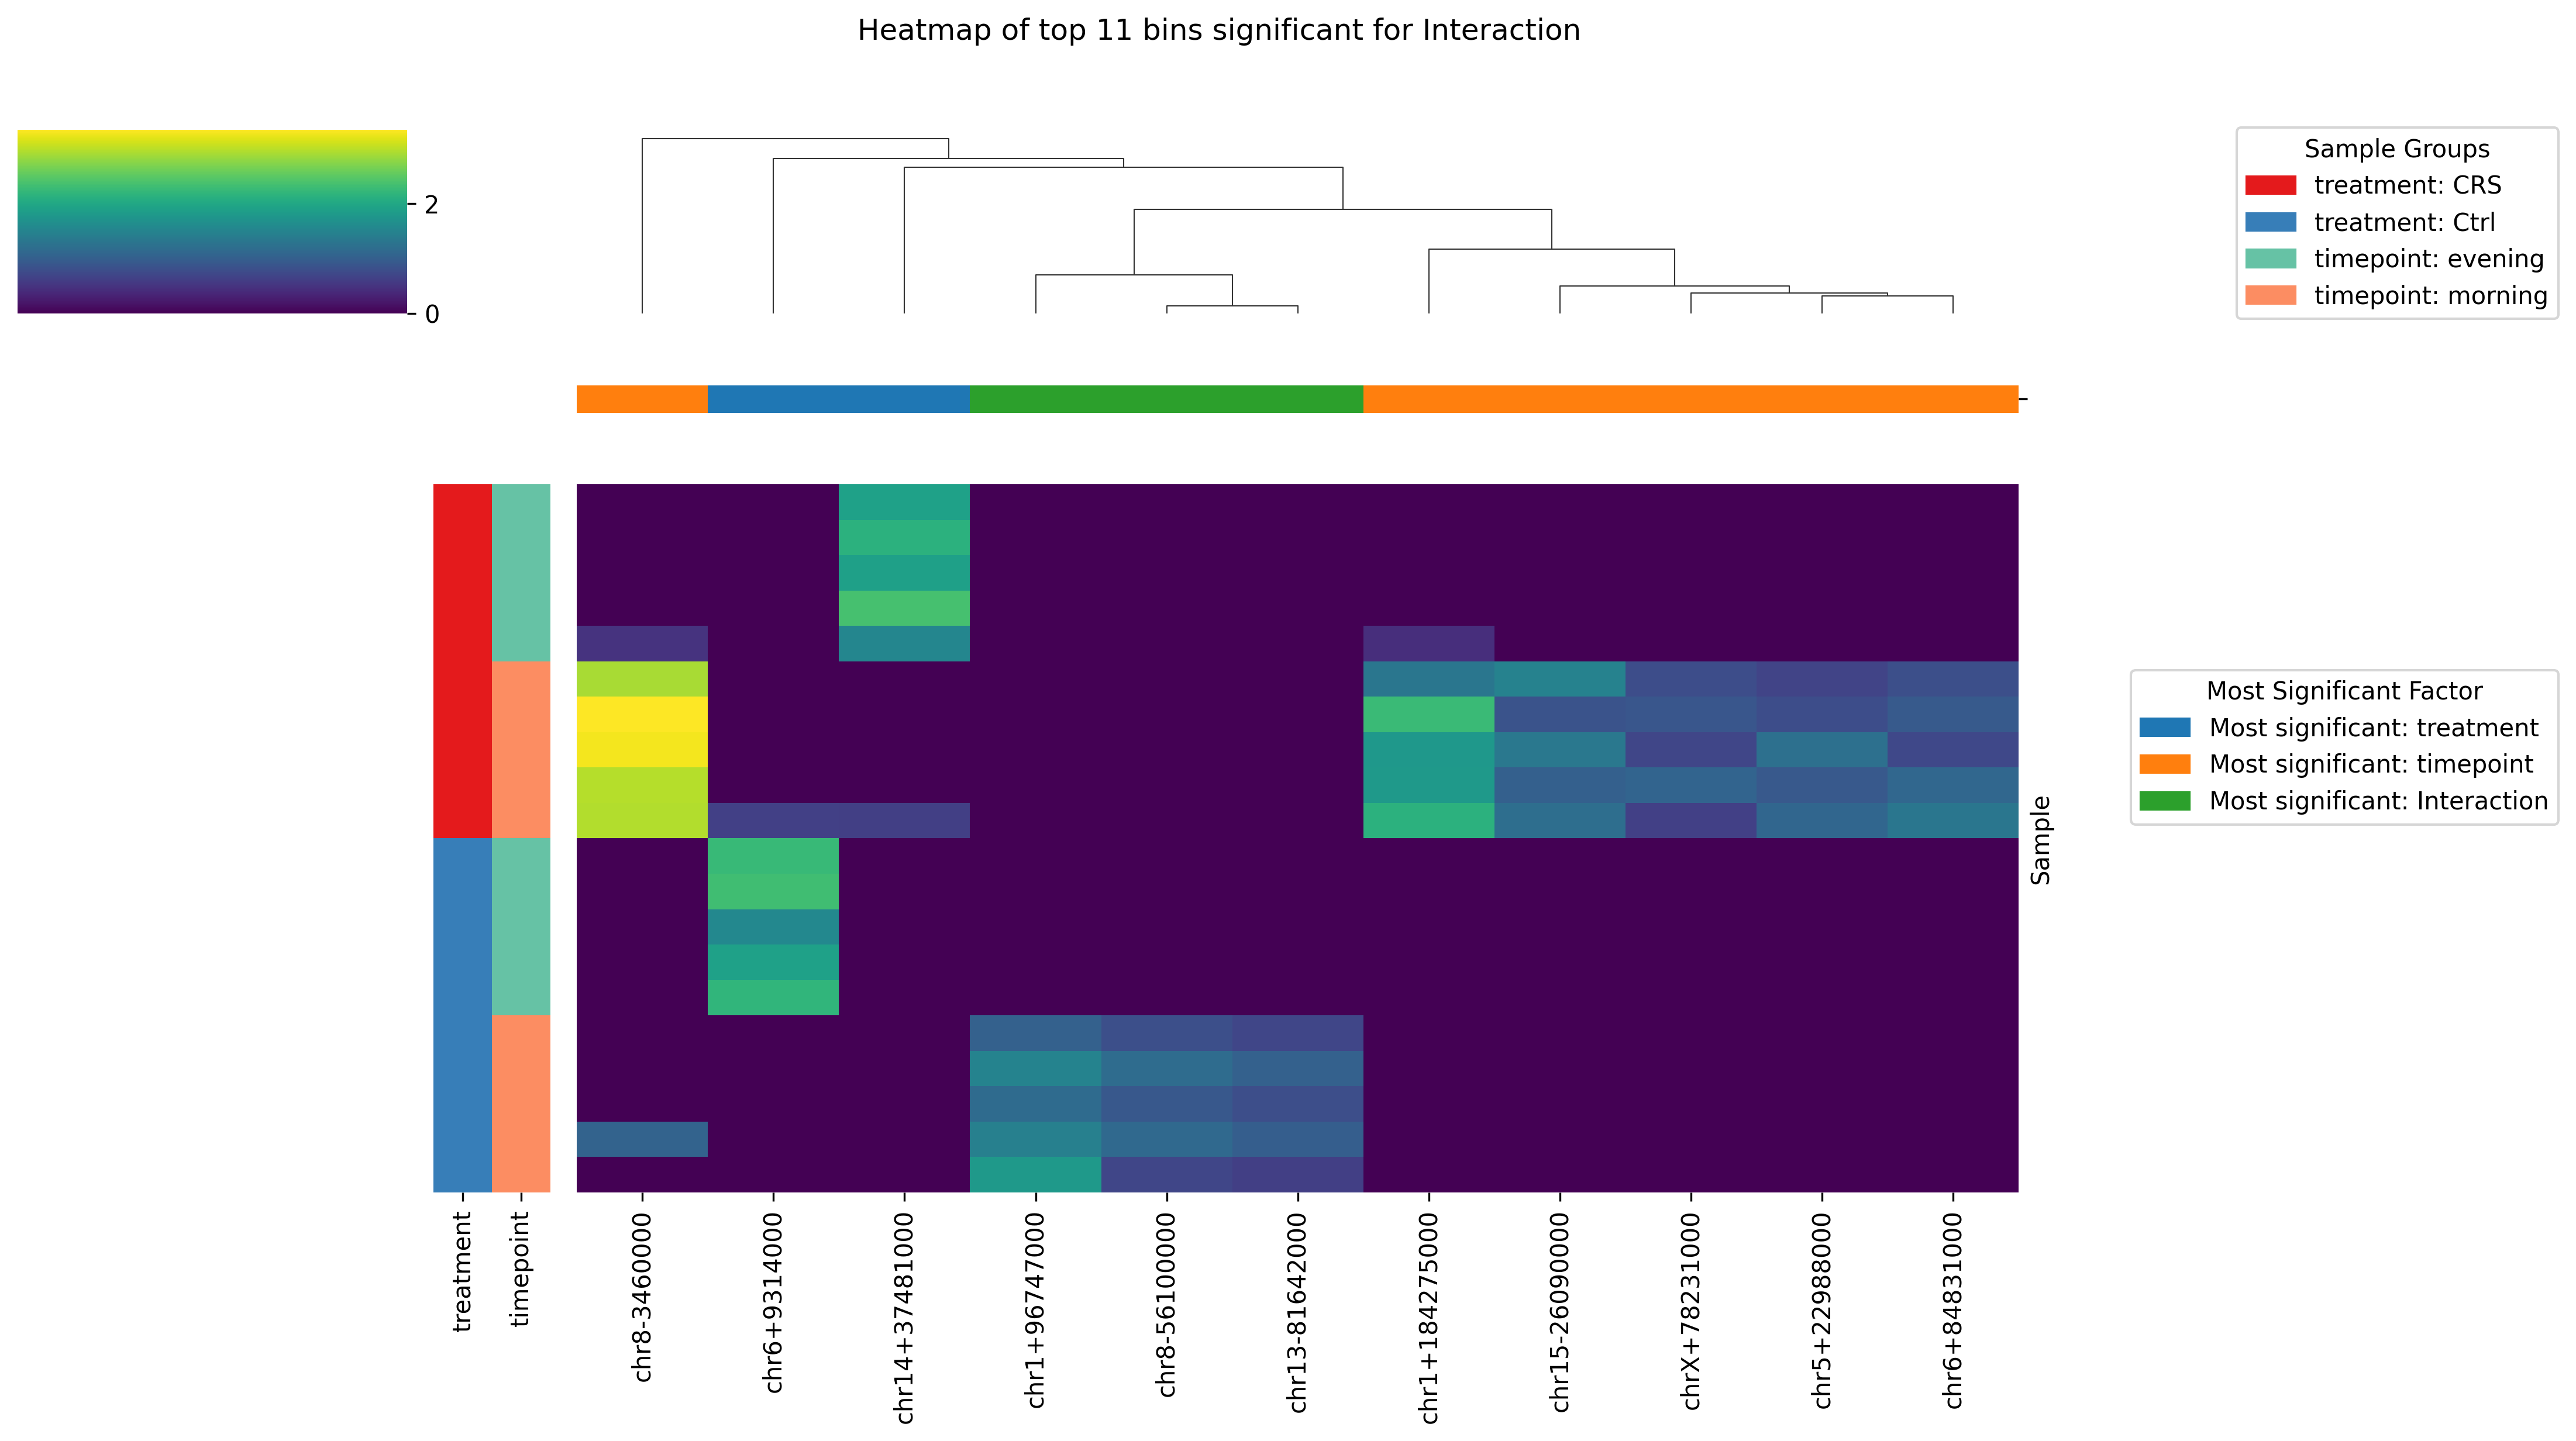 Heatmap of top 11 bins significant for Interaction
2
0
Sample Groups
treatment: CRS
treatment: Ctrl
timepoint: evening
timepoint: morning
Most Significant Factor
Most significant: treatment
Most significant: timepoint
Most significant: Interaction
Sample
treatment
timepoint
chr8-3460000
chr6+9314000
chr14+37481000
chr1+96747000
chr8-56100000
chr13-81642000
chr1+184275000
chr15-26090000
chrX+78231000
chr5+22988000
chr6+84831000